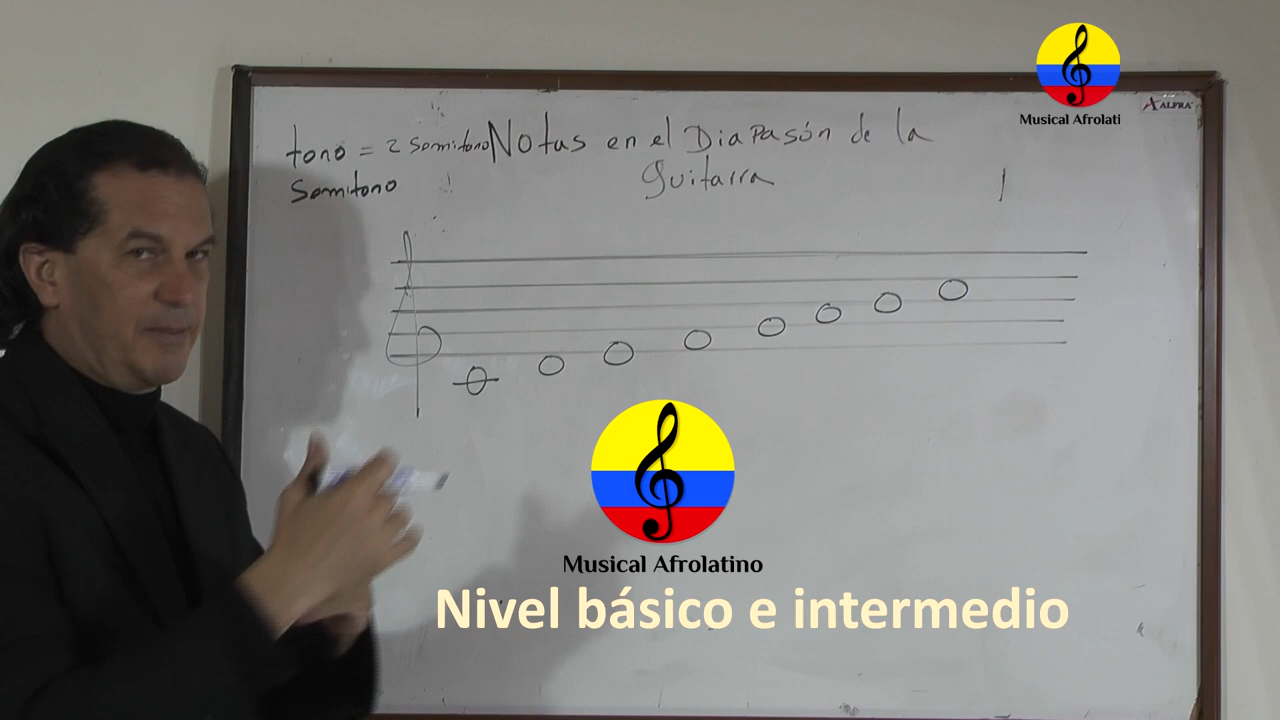 Musical Afrolati
ALFRA
tono = 2 Semitono Notas en el Diapasón de la
Semitono guitarra
Musical Afrolatino
Nivel básico e intermedio